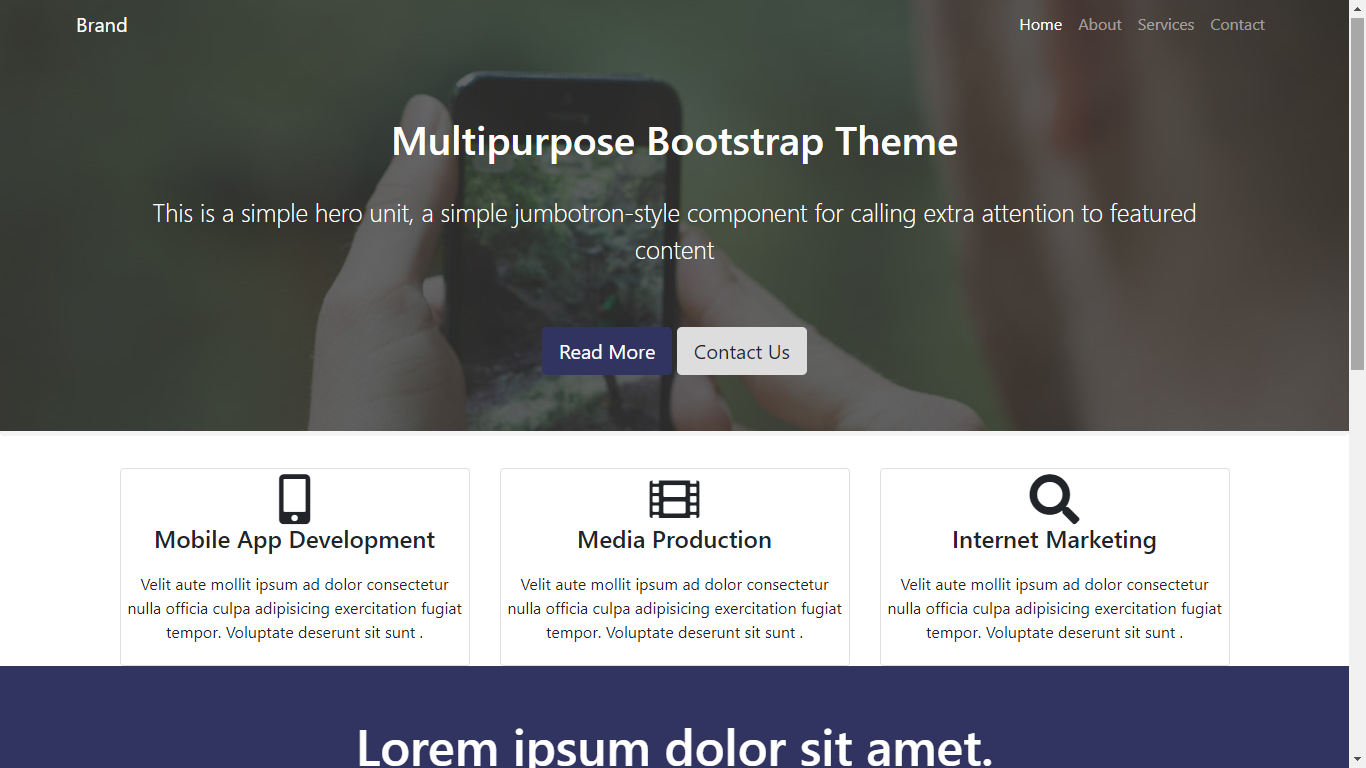 Brand
Home About Services Contact
Multipurpose Bootstrap Theme
This is a simple hero unit, a simple jumbotron-style component for calling extra attention to featured
content
Read More Contact Us
Mobile App Development
Velit aute mollit ipsum ad dolor consectetur
nulla officia culpa adipisicing exercitation fugiat
tempor. Voluptate deserunt sit sunt .
Media Production
Velit aute mollit ipsum ad dolor consectetur
nulla officia culpa adipisicing exercitation fugiat
tempor. Voluptate deserunt sit sunt .
Internet Marketing
Velit aute mollit ipsum ad dolor consectetur
nulla officia culpa adipisicing exercitation fugiat
tempor. Voluptate deserunt sit sunt .
Lorem ipsum dolor sit amet.